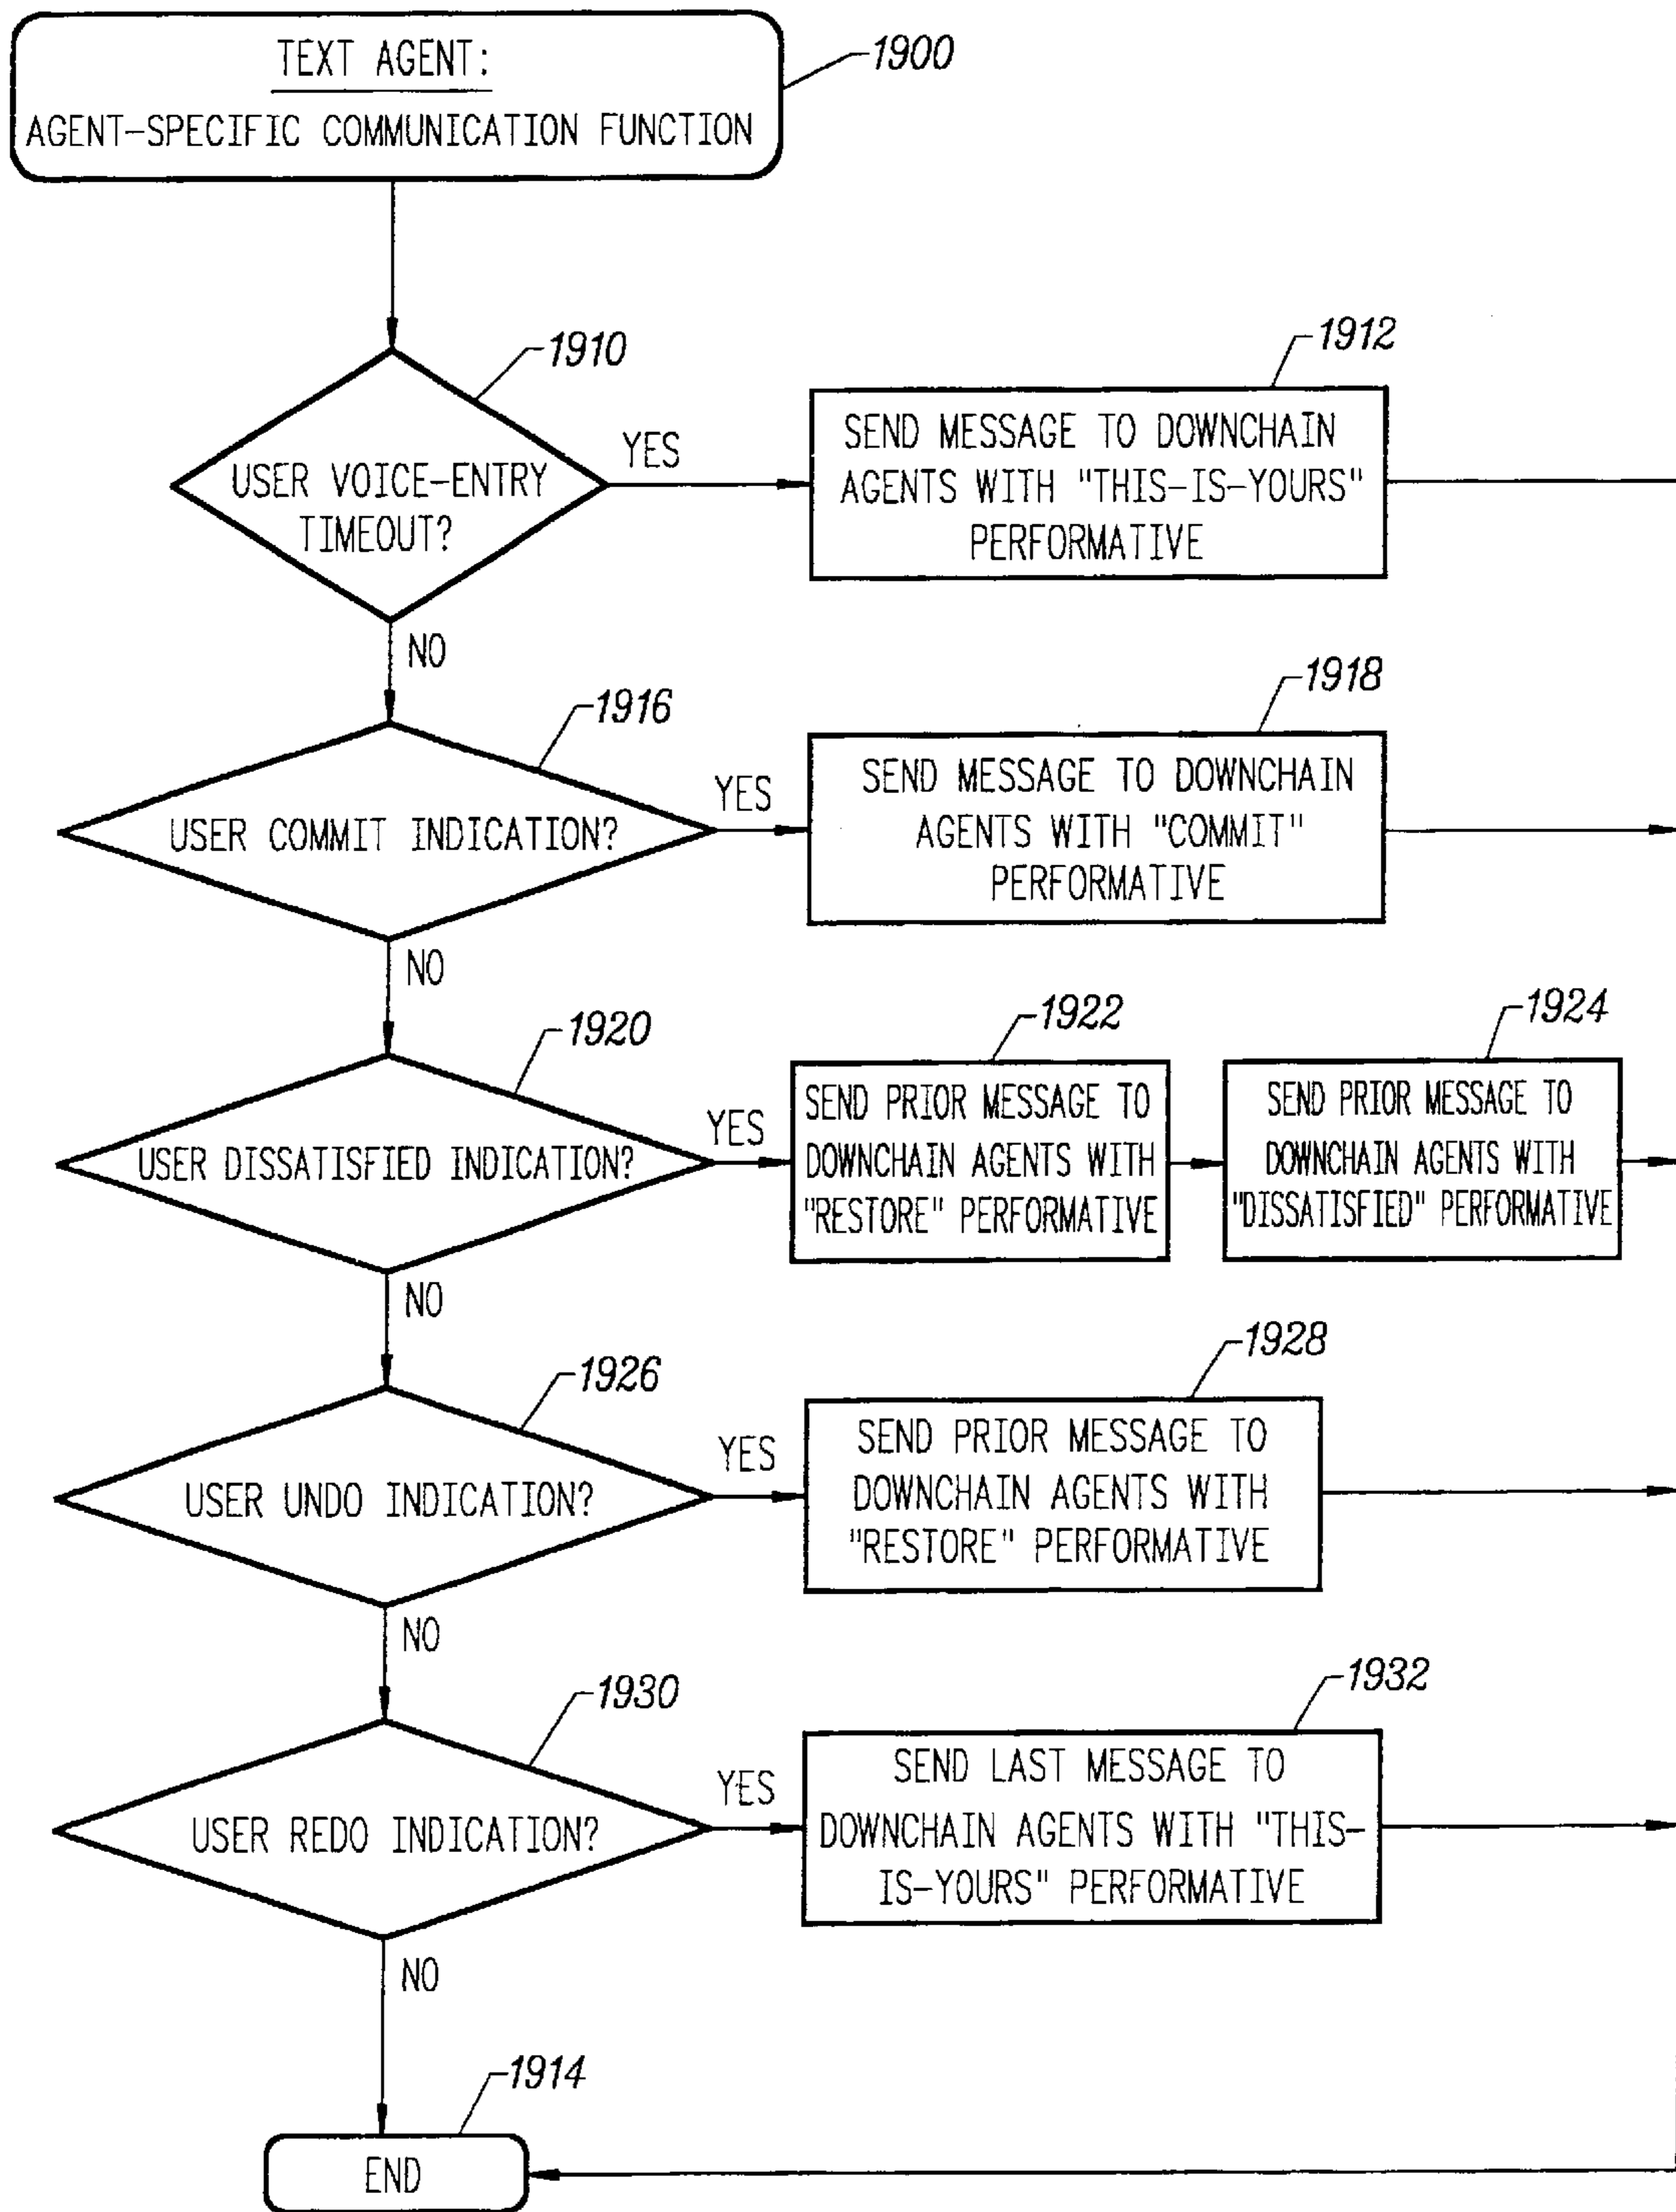 TEXT AGENT:
AGENT-SPECIFIC COMMUNICATION FUNCTION
1900
1910
USER VOICE-ENTRY
TIMEOUT?
YES
NO
1912
SEND MESSAGE TO DOWNCHAIN
AGENTS WITH "THIS-IS-YOURS"
PERFORMATIVE
1916
USER COMMIT INDICATION?
YES
NO
1918
SEND MESSAGE TO DOWNCHAIN
AGENTS WITH "COMMIT"
PERFORMATIVE
1920
USER DISSATISFIED INDICATION?
YES
NO
1922
SEND PRIOR MESSAGE TO
DOWNCHAIN AGENTS WITH
"RESTORE" PERFORMATIVE
1924
SEND PRIOR MESSAGE TO
DOWNCHAIN AGENTS WITH
"DISSATISFIED" PERFORMATIVE
1926
USER UNDO INDICATION?
YES
NO
1928
SEND PRIOR MESSAGE TO
DOWNCHAIN AGENTS WITH
"RESTORE" PERFORMATIVE
1930
USER REDO INDICATION?
YES
NO
1932
SEND LAST MESSAGE TO
DOWNCHAIN AGENTS WITH "THIS-
IS-YOURS" PERFORMATIVE
1914
END